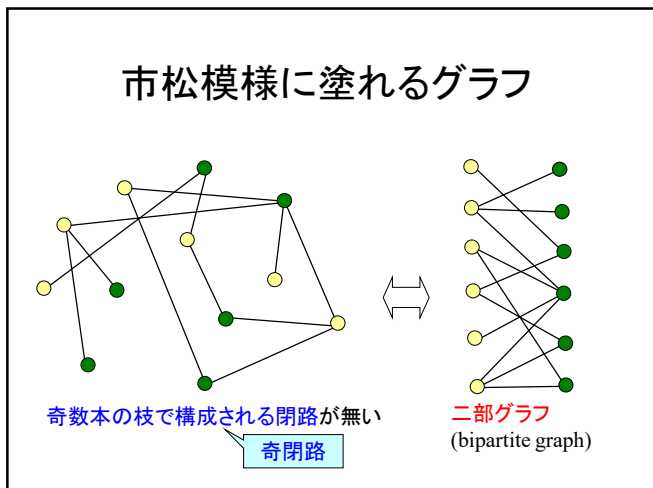 市松模様に塗れるグラフ
奇数本の枝で構成される閉路が無い
奇閉路
二部グラフ
(bipartite graph)